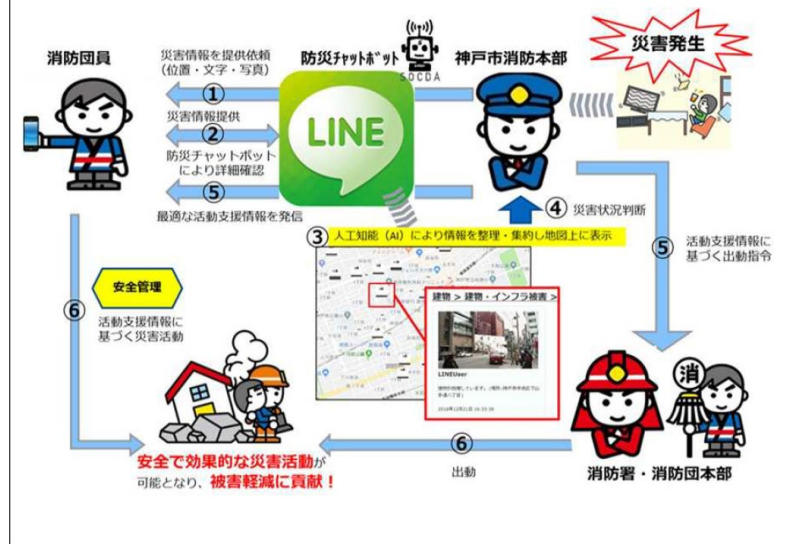 災害発生
消防団員
災害情報を提供依頼
(位置・文字・写真)
防災チャットボット
SOCDA
神戸市消防本部
①
災害情報提供
②
LINE
防災チャットボット
により詳細確認
⑤
最適な活動支援情報を発信
④ 災害状況判断
③ 人工知能(AI)により情報を整理・集約し地図上に表示
⑤
活動支援情報に
基づく出動指令
建物 > 建物・インフラ被害 >
LINEUser
安全管理
⑥
活動支援情報に
基づく災害活動
消
⑥
出動
安全で効果的な災害活動が
可能となり、被害軽減に貢献!
消防署・消防団本部